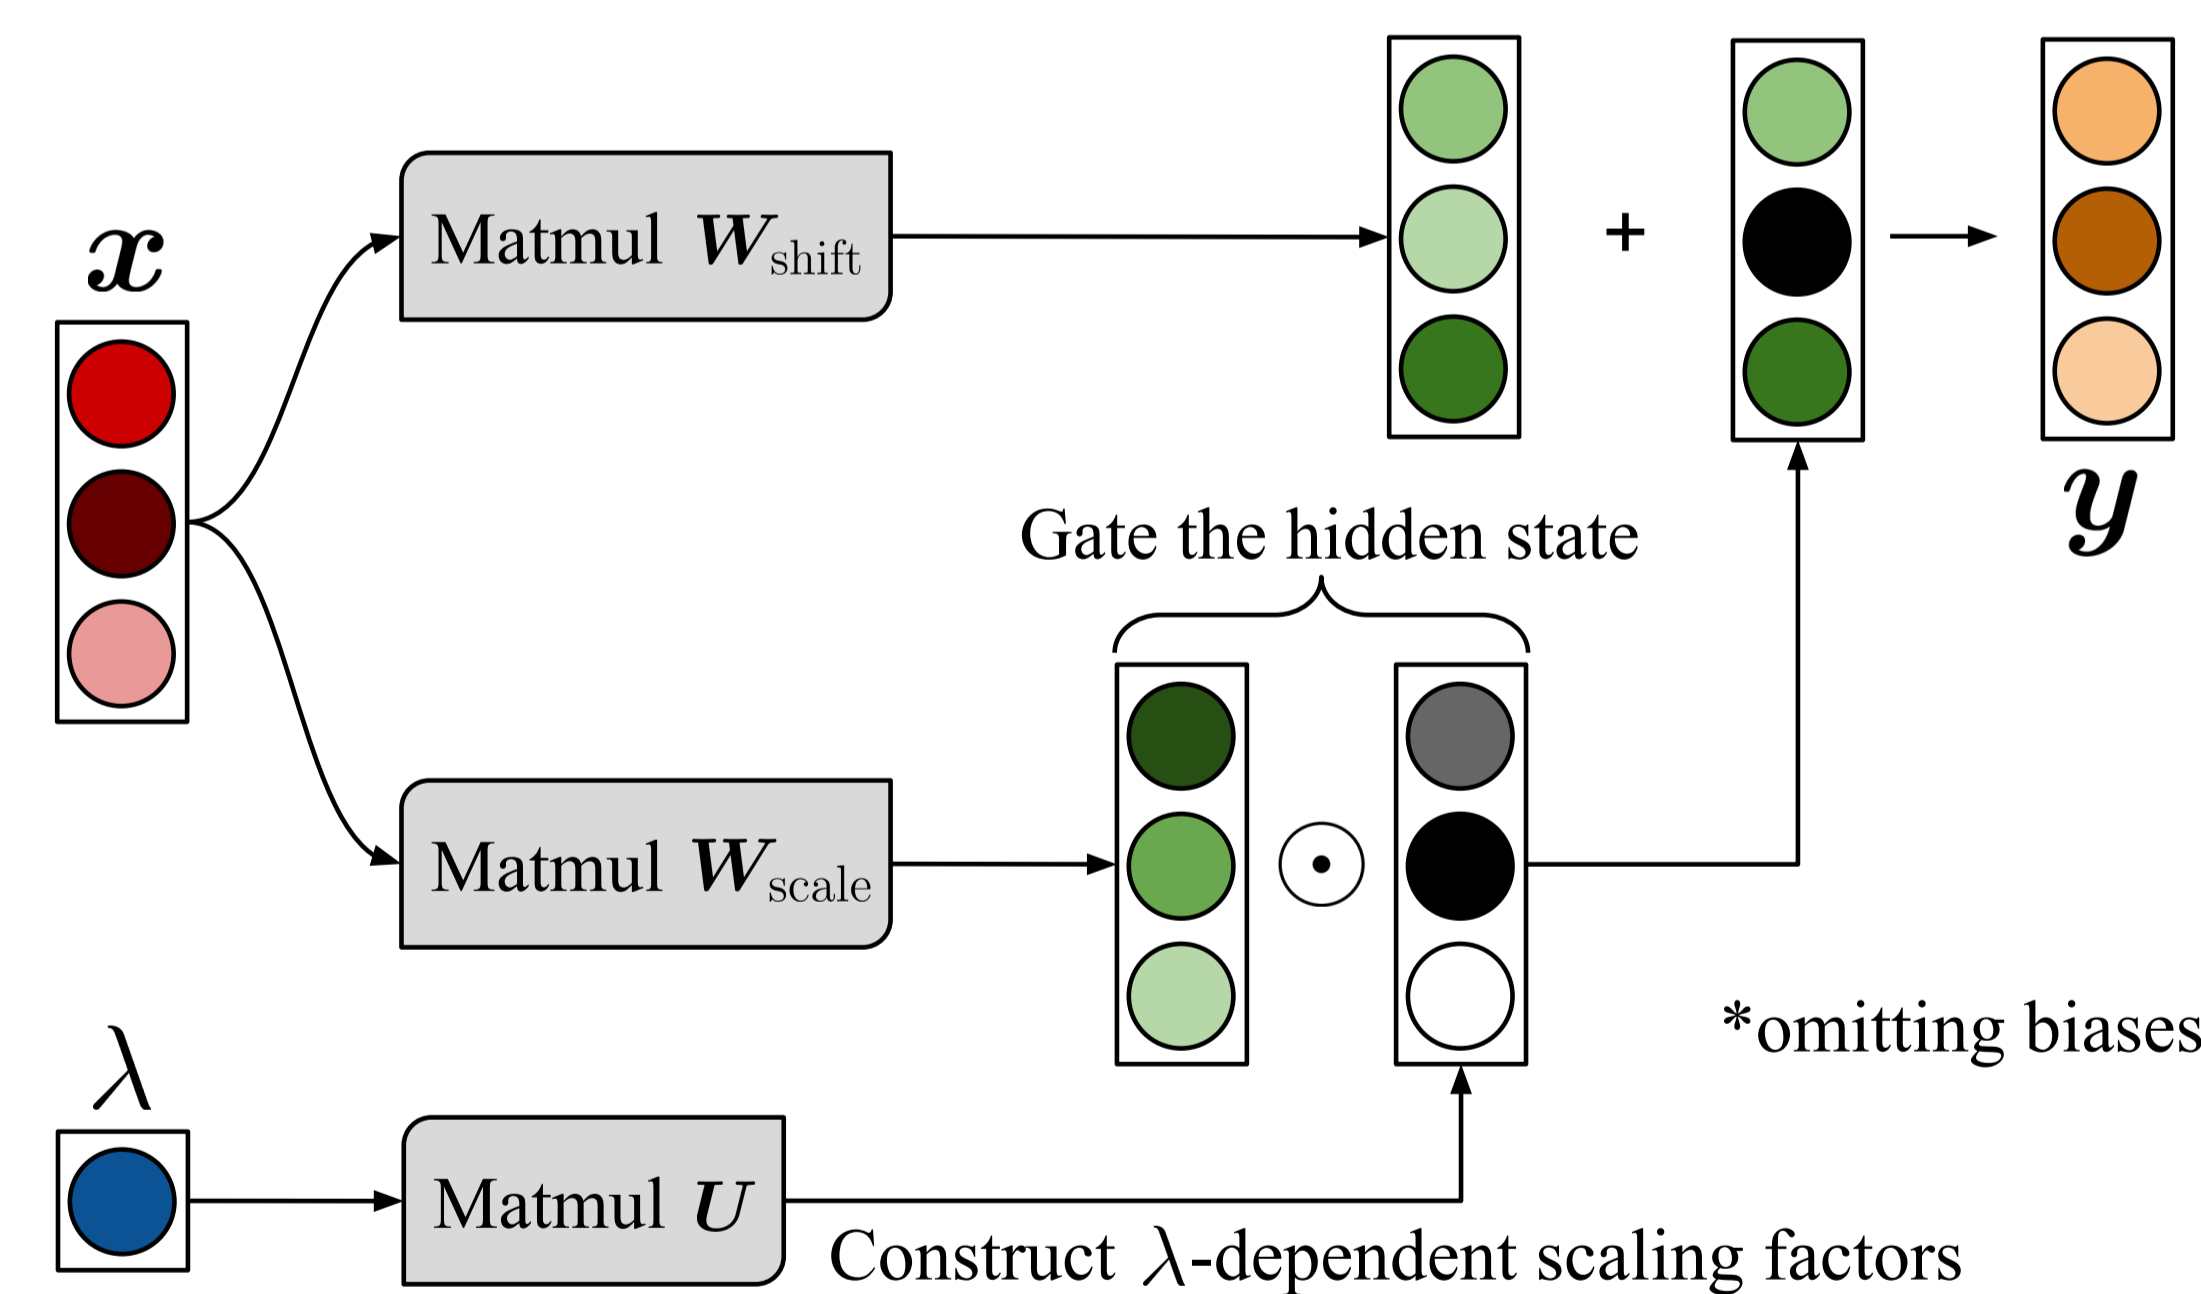 x
Matmul W_shift
+
y
Gate the hidden state
Matmul W_scale
*omitting biases
λ
Matmul U
Construct λ-dependent scaling factors